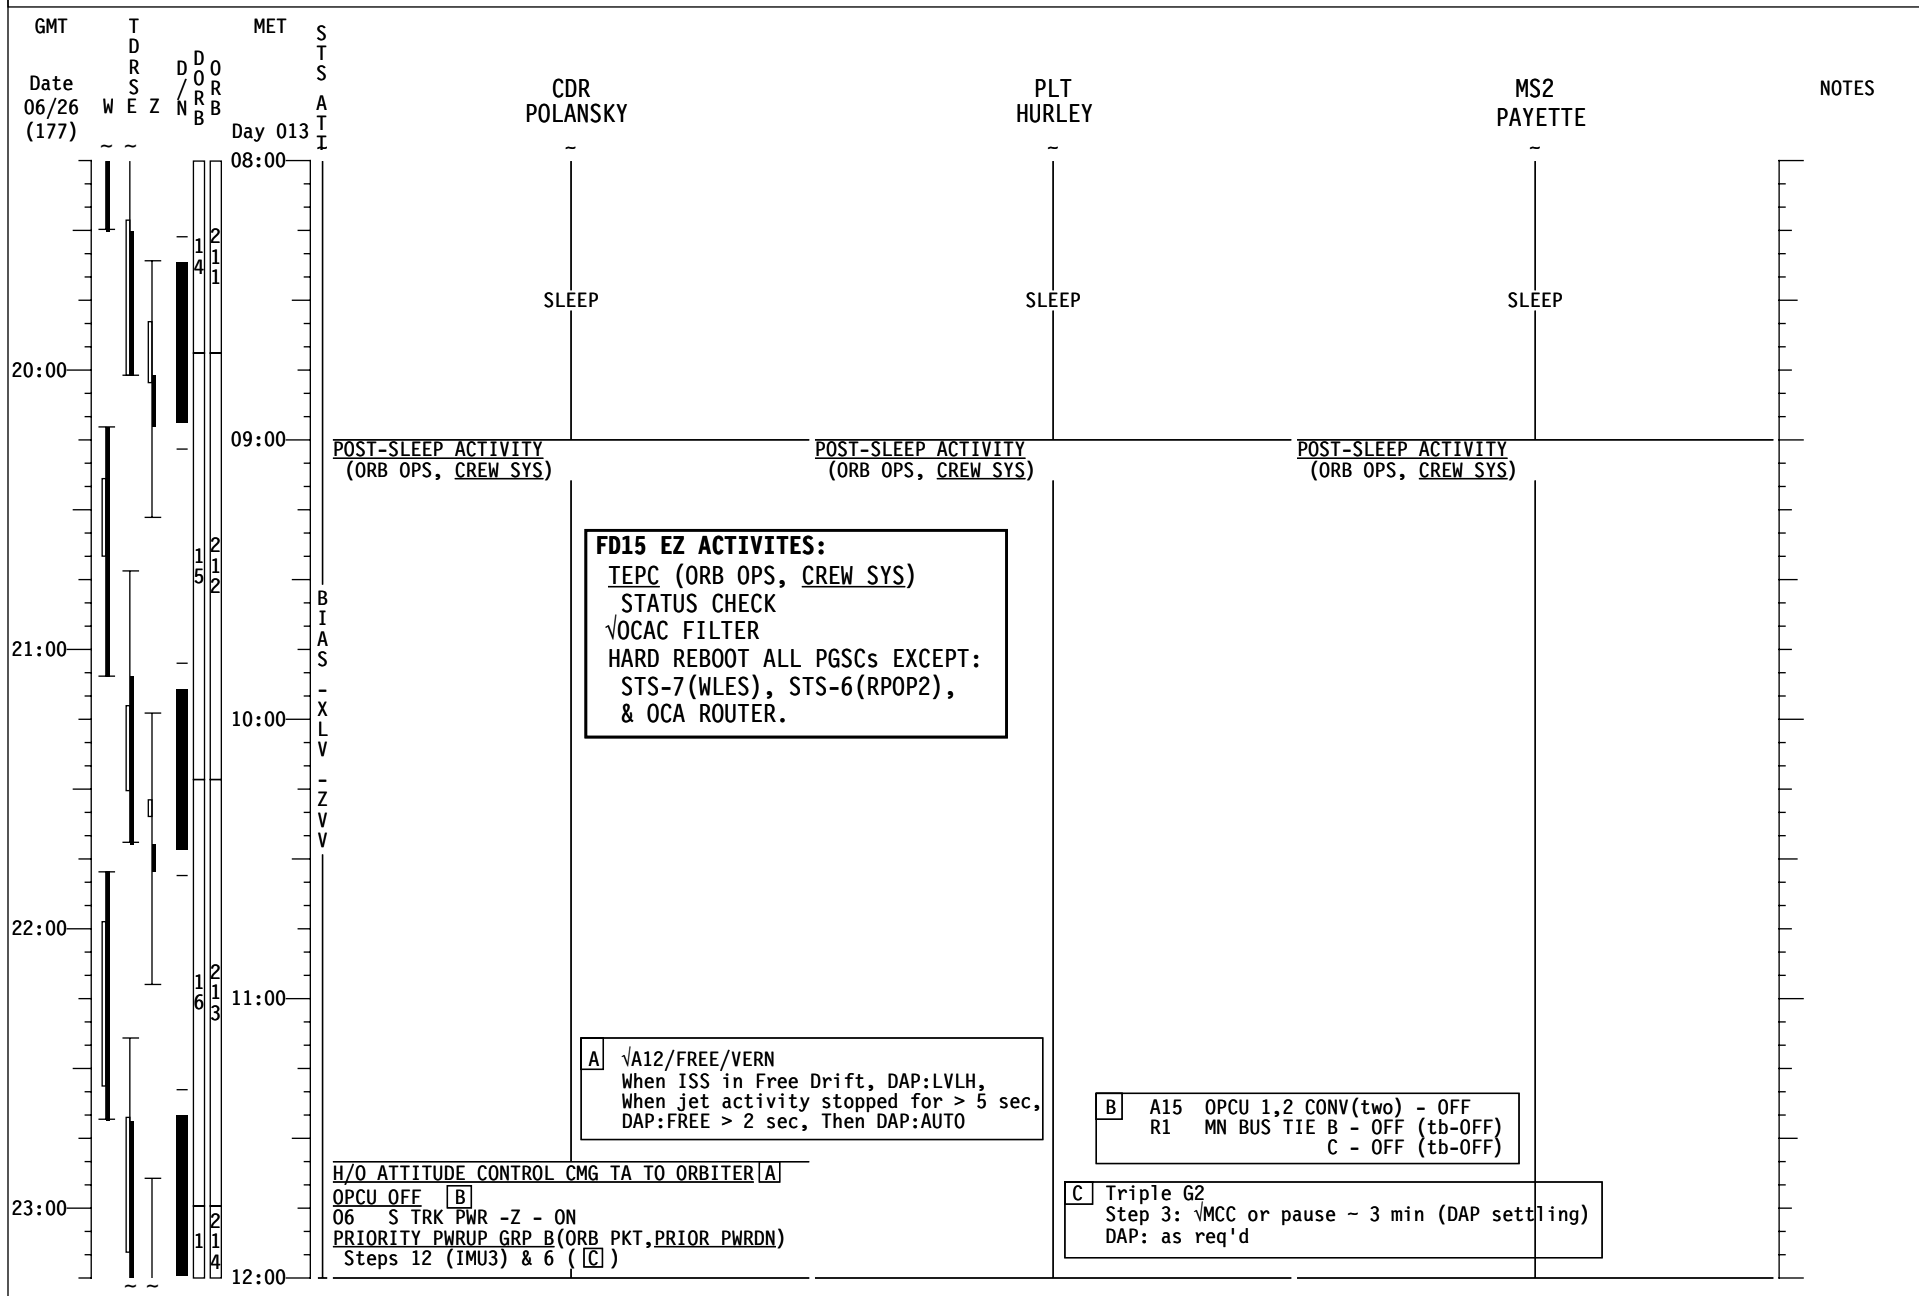 GMT
TDRS
MET
STS ATT
Date
06/26
(177)
W E Z
D/N
DORB
ORB
Day 013
CDR
POLANSKY
PLT
HURLEY
MS2
PAYETTE
NOTES
~ ~
~
~
~
08:00
14
211
SLEEP
SLEEP
SLEEP
20:00
09:00
POST-SLEEP ACTIVITY
(ORB OPS, CREW SYS)
POST-SLEEP ACTIVITY
(ORB OPS, CREW SYS)
POST-SLEEP ACTIVITY
(ORB OPS, CREW SYS)
15
212
FD15 EZ ACTIVITES:
TEPC (ORB OPS, CREW SYS)
STATUS CHECK
√OCAC FILTER
HARD REBOOT ALL PGSCs EXCEPT:
STS-7(WLES), STS-6(RPOP2),
& OCA ROUTER.
BIAS -XLV -ZVV
21:00
10:00
22:00
16
213
11:00
A √A12/FREE/VERN
When ISS in Free Drift, DAP:LVLH,
When jet activity stopped for > 5 sec,
DAP:FREE > 2 sec, Then DAP:AUTO
B A15 OPCU 1,2 CONV(two) - OFF
R1 MN BUS TIE B - OFF (tb-OFF)
C - OFF (tb-OFF)
H/O ATTITUDE CONTROL CMG TA TO ORBITER A
OPCU OFF B
O6 S TRK PWR -Z - ON
PRIORITY PWRUP GRP B(ORB PKT,PRIOR PWRDN)
Steps 12 (IMU3) & 6 ( C )
C Triple G2
Step 3: √MCC or pause ~ 3 min (DAP settling)
DAP: as req'd
23:00
1
214
12:00
~ ~